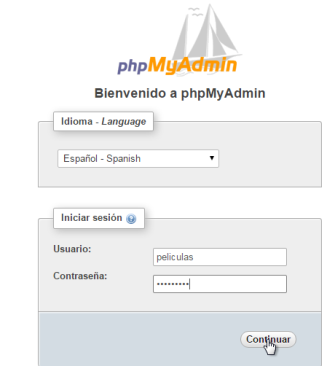 phpMyAdmin
Bienvenido a phpMyAdmin
Idioma - Language
Español - Spanish
Iniciar sesión
Usuario:
peliculas
Contraseña:
•••••••••
Continuar